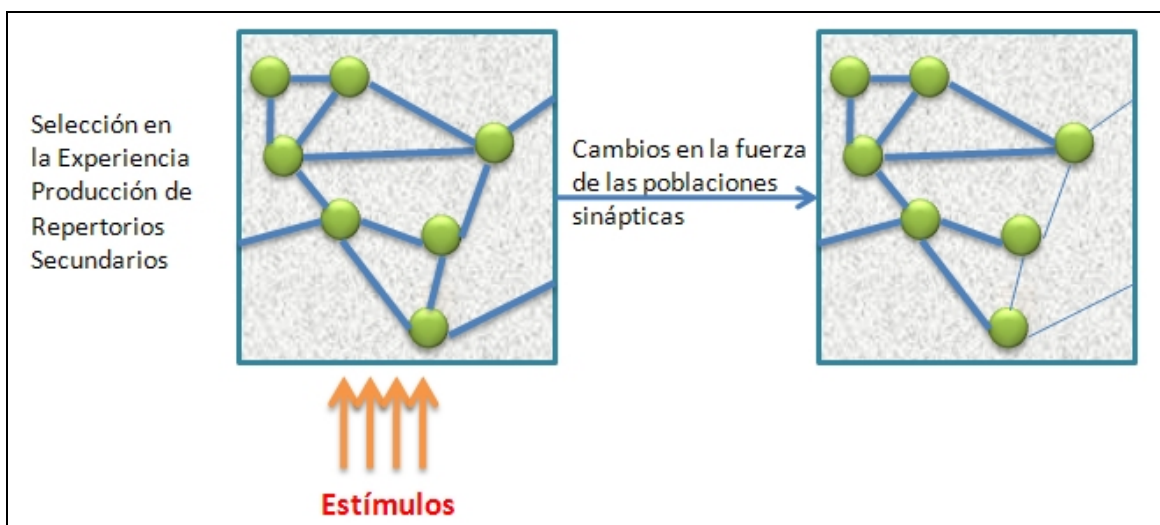 Selección en
la Experiencia
Producción de
Repertorios
Secundarios
Cambios en la fuerza
de las poblaciones
sinápticas
Estímulos